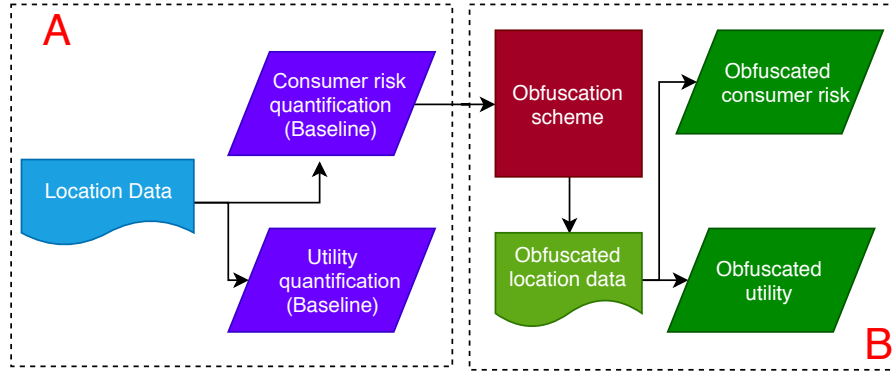 A
Consumer risk
quantification
(Baseline)
Location Data
Utility
quantification
(Baseline)
Obfuscation
scheme
Obfuscated
consumer risk
Obfuscated
location data
Obfuscated
utility
B